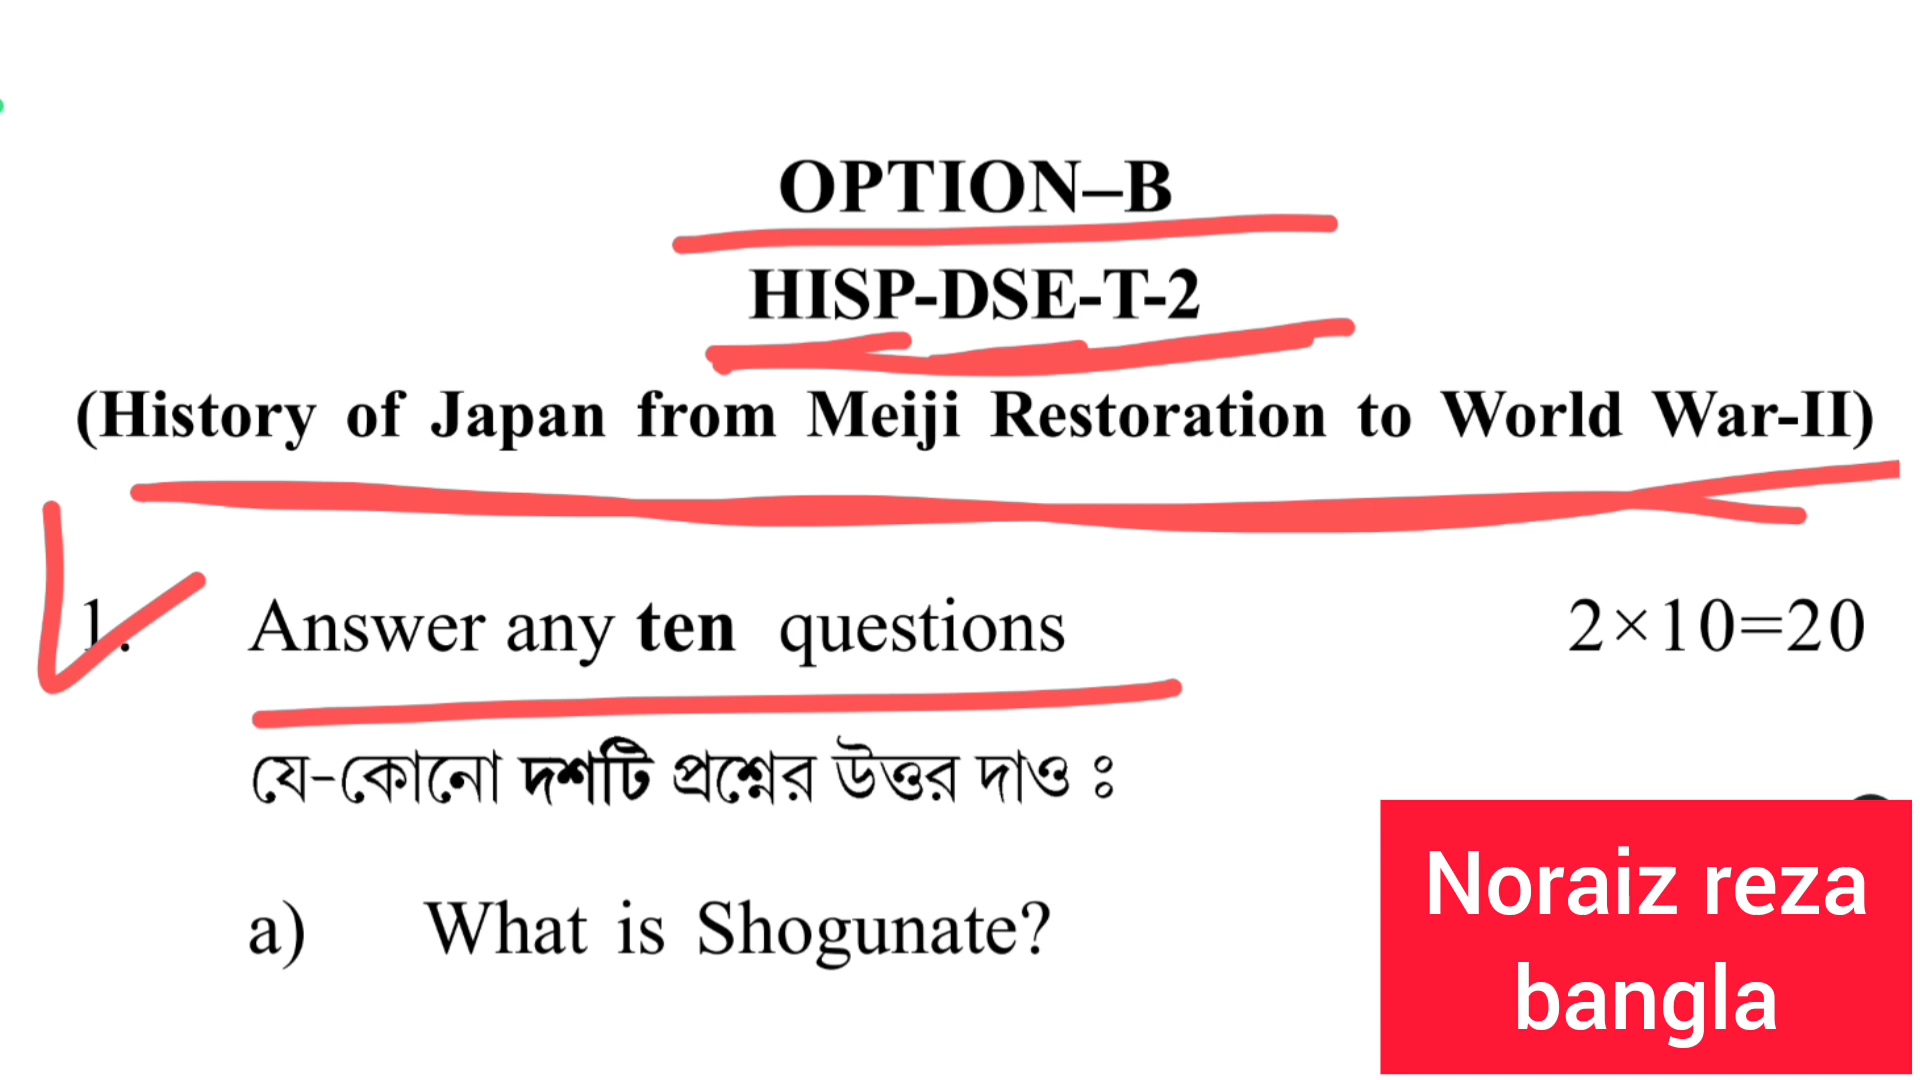 OPTION–B
HISP-DSE-T-2
(History of Japan from Meiji Restoration to World War-II)
1. Answer any ten questions 2×10=20
যে-কোনো দশটি প্রশ্নের উত্তর দাও ঃ
a) What is Shogunate?
Noraiz reza
bangla